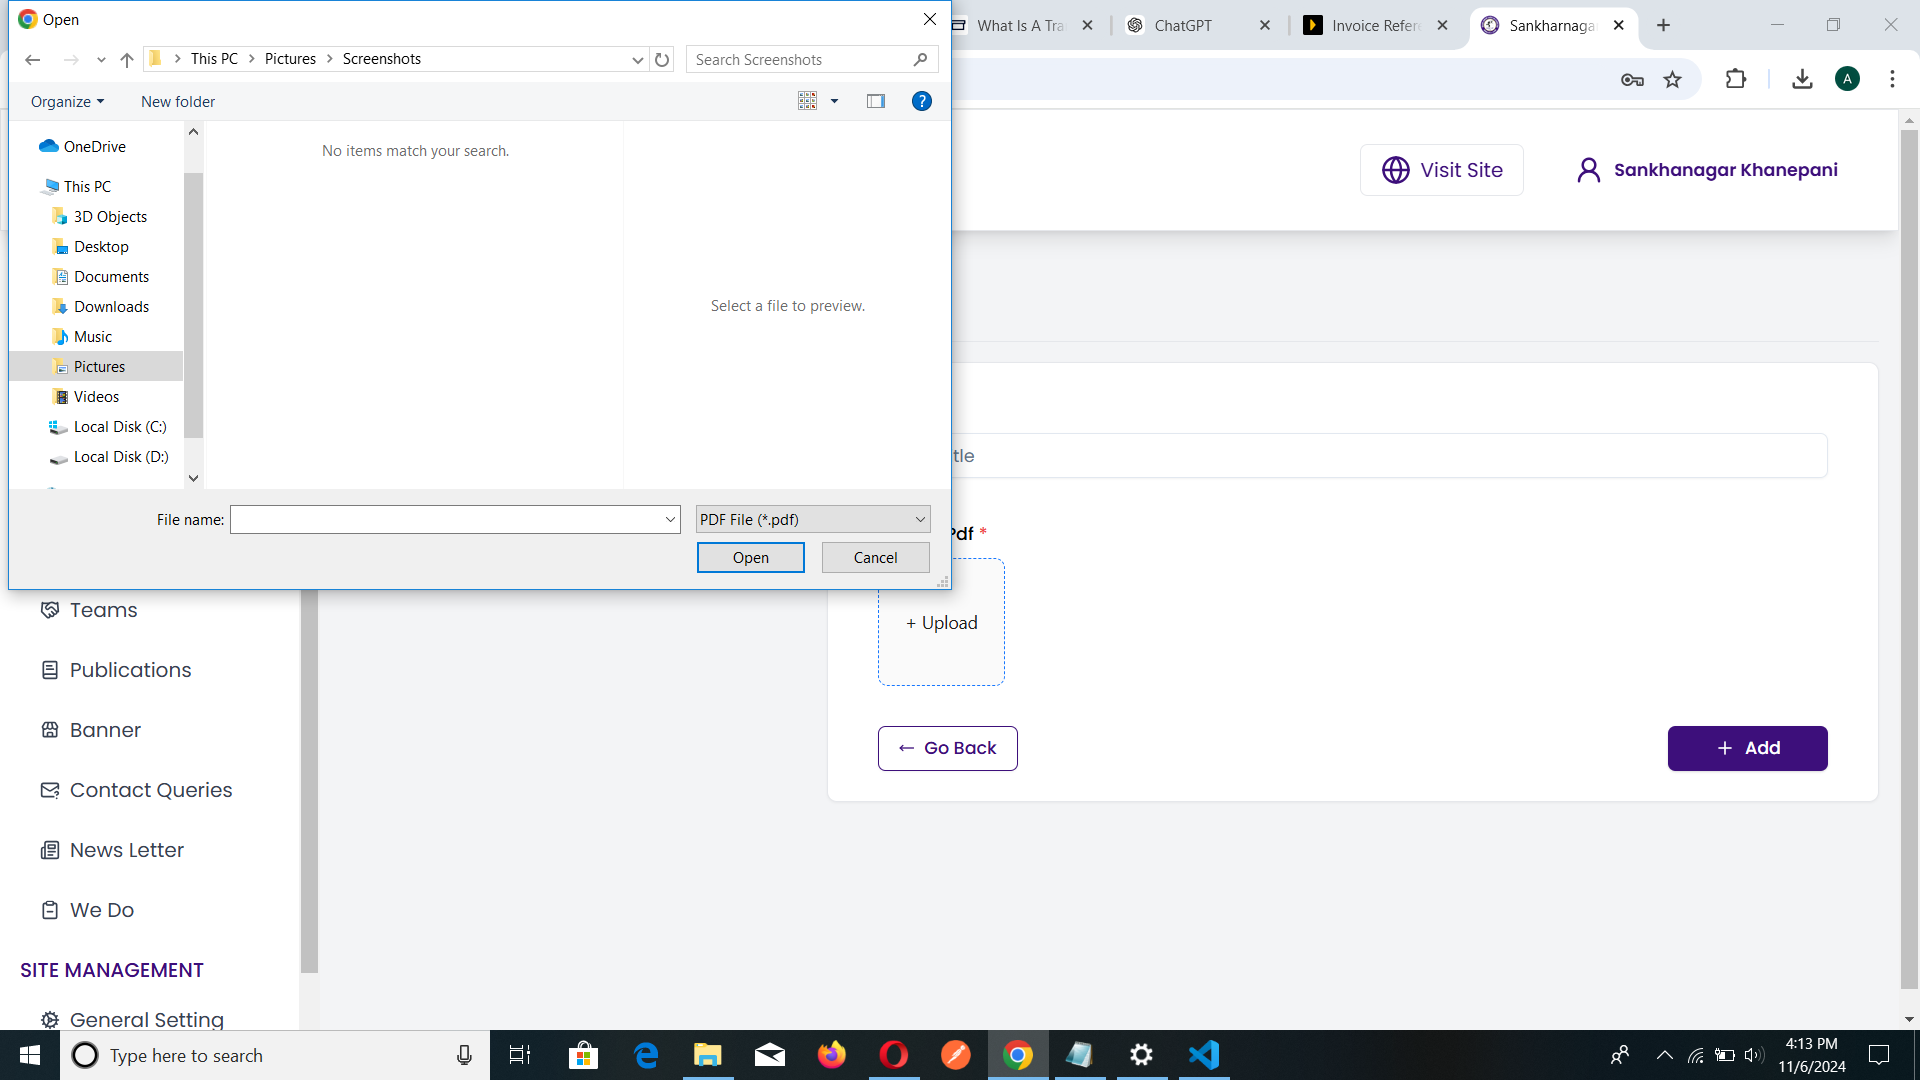 Open
What Is A Tra
ChatGPT
Invoice Refere
Sankharnaga
This PC > Pictures > Screenshots
Search Screenshots
A
Organize
New folder
?
OneDrive
No items match your search.
This PC
Visit Site
Sankhanagar Khanepani
3D Objects
Desktop
Documents
Downloads
Select a file to preview.
Music
Pictures
Videos
Local Disk (C:)
Local Disk (D:)
tle
File name:
PDF File (*.pdf)
Pdf *
Open
Cancel
Teams
+ Upload
Publications
Banner
← Go Back
+ Add
Contact Queries
News Letter
We Do
SITE MANAGEMENT
General Setting
Type here to search
4:13 PM
11/6/2024